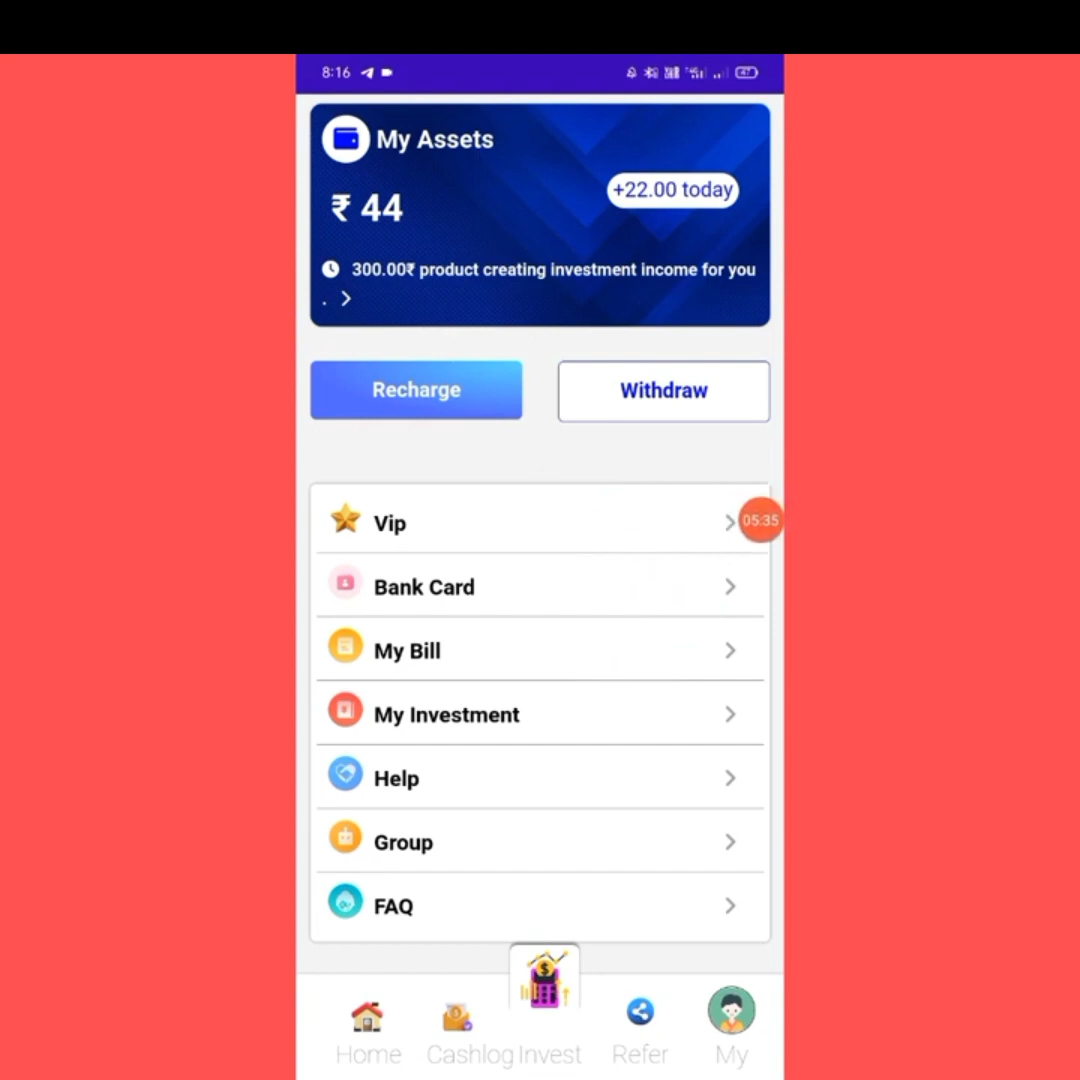 8:16
47
My Assets
₹ 44
+22.00 today
300.00₹ product creating investment income for you
.
Recharge
Withdraw
Vip
05:35
Bank Card
My Bill
My Investment
Help
Group
FAQ
Home Cashlog Invest Refer My